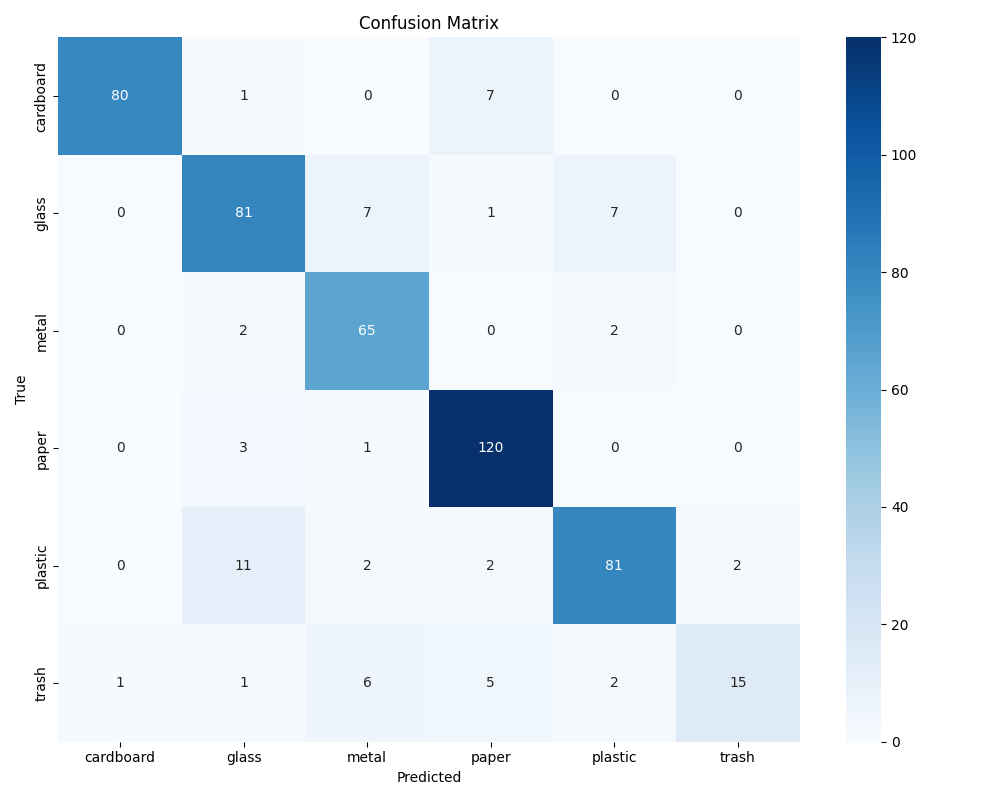 Confusion Matrix
cardboard 80 1 0 7 0 0
glass 0 81 7 1 7 0
metal 0 2 65 0 2 0
paper 0 3 1 120 0 0
plastic 0 11 2 2 81 2
trash 1 1 6 5 2 15
cardboard glass metal paper plastic trash
Predicted
True
120
100
80
60
40
20
0